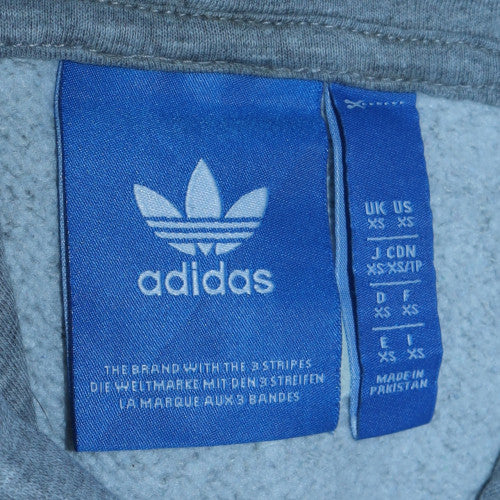 adidas
THE BRAND WITH THE 3 STRIPES
DIE WELTMARKE MIT DEN 3 STREIFEN
LA MARQUE AUX 3 BANDES
UK US
XS XS
J CDN
XS XS/TP
D F
XS XS
E I
XS XS
MADE IN
PAKISTAN